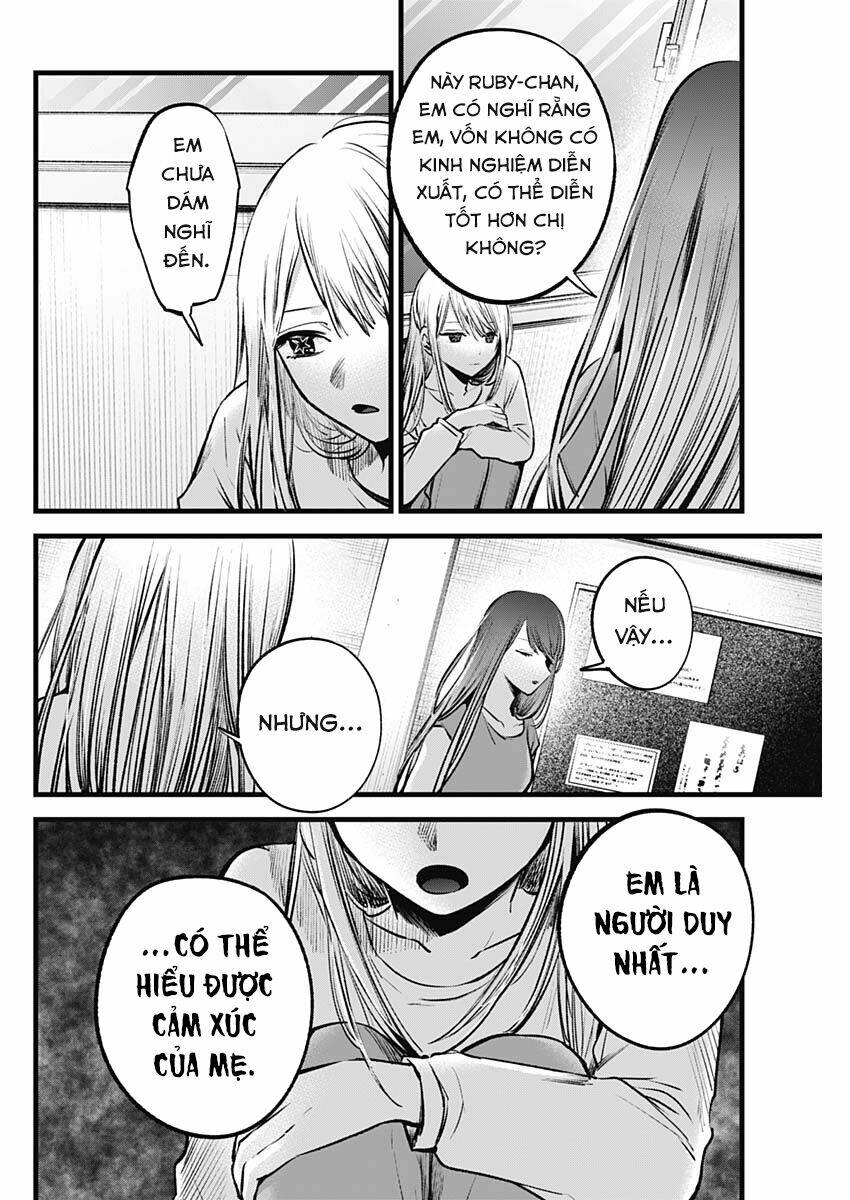 NÀY RUBY-CHAN,
EM CÓ NGHĨ RẰNG
EM, VỐN KHÔNG CÓ
KINH NGHIỆM DIỄN
XUẤT, CÓ THỂ DIỄN
TỐT HƠN CHỊ
KHÔNG?
EM
CHƯA
DÁM
NGHĨ
ĐẾN.
NẾU
VẬY...
NHƯNG...
EM LÀ
NGƯỜI DUY
NHẤT...
...CÓ THỂ
HIỂU ĐƯỢC
CẢM XÚC
CỦA MẸ.